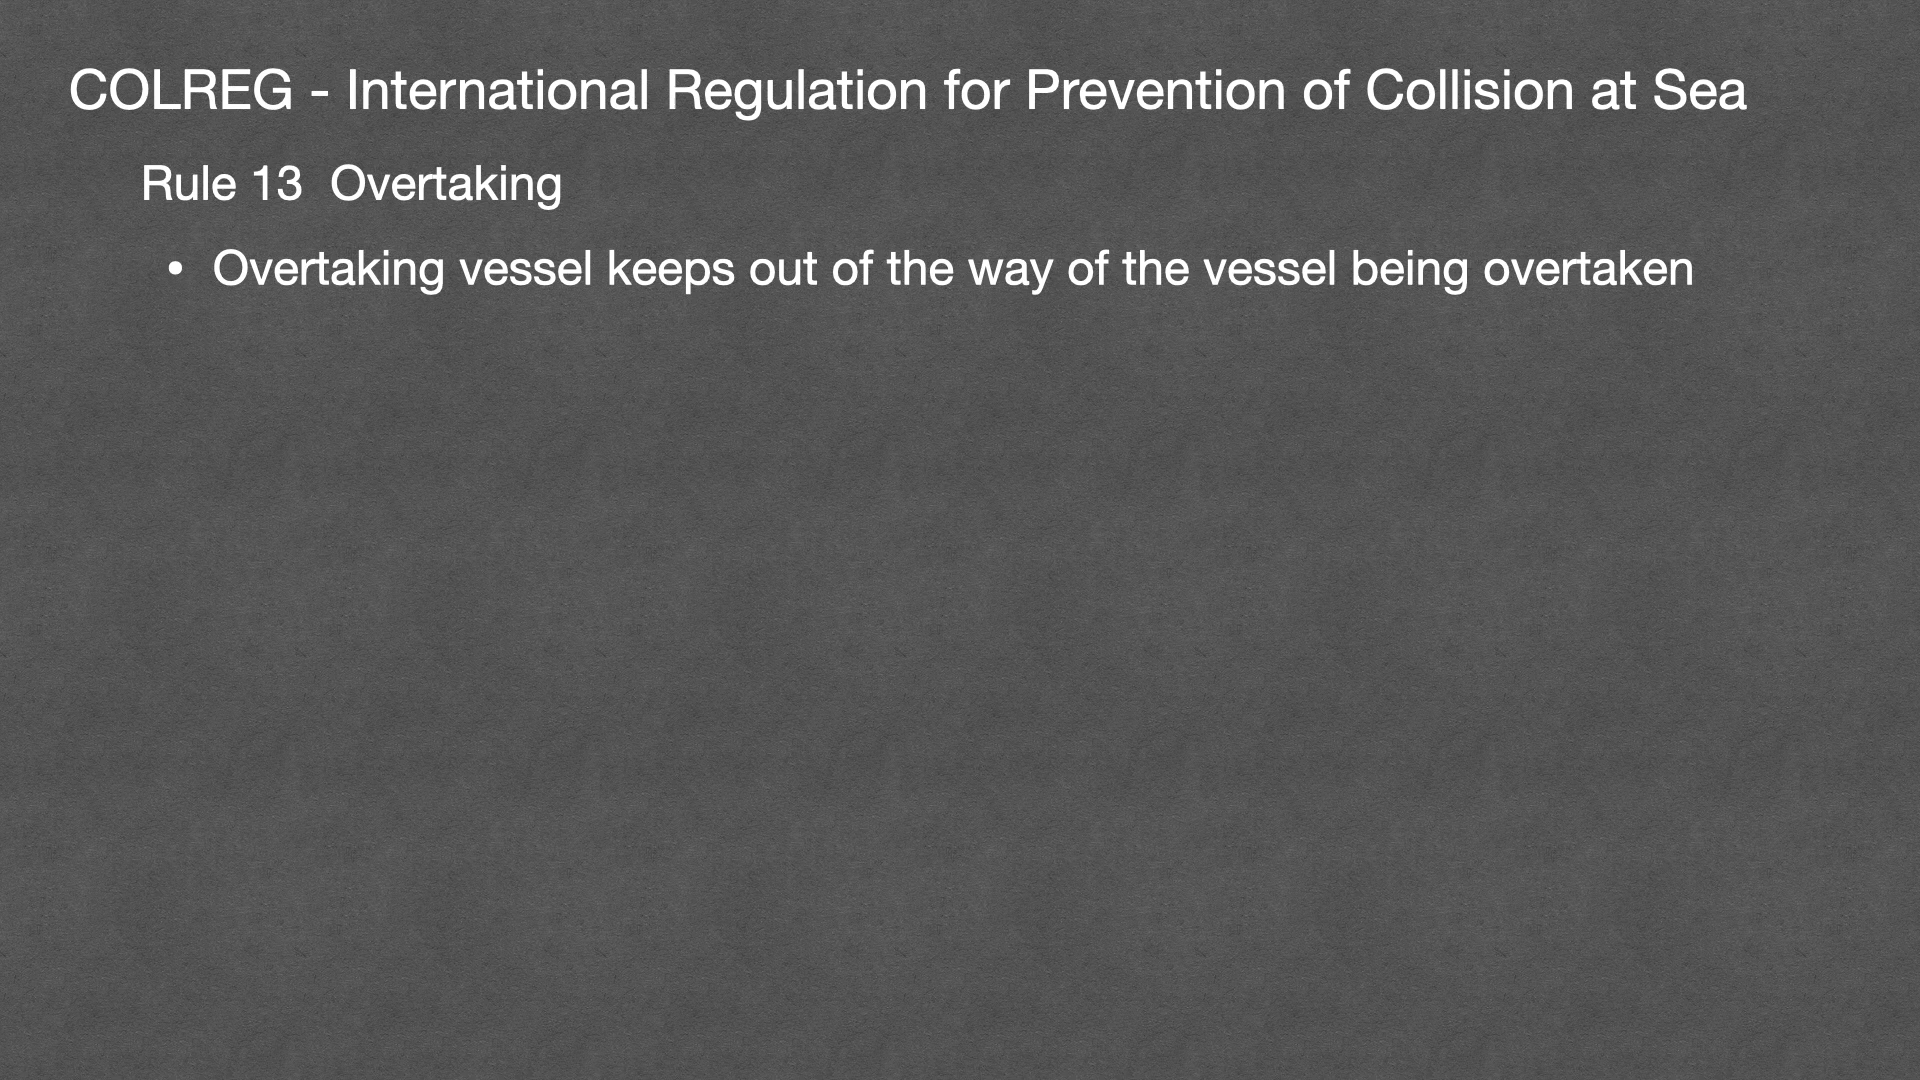 COLREG - International Regulation for Prevention of Collision at Sea
Rule 13  Overtaking
• Overtaking vessel keeps out of the way of the vessel being overtaken